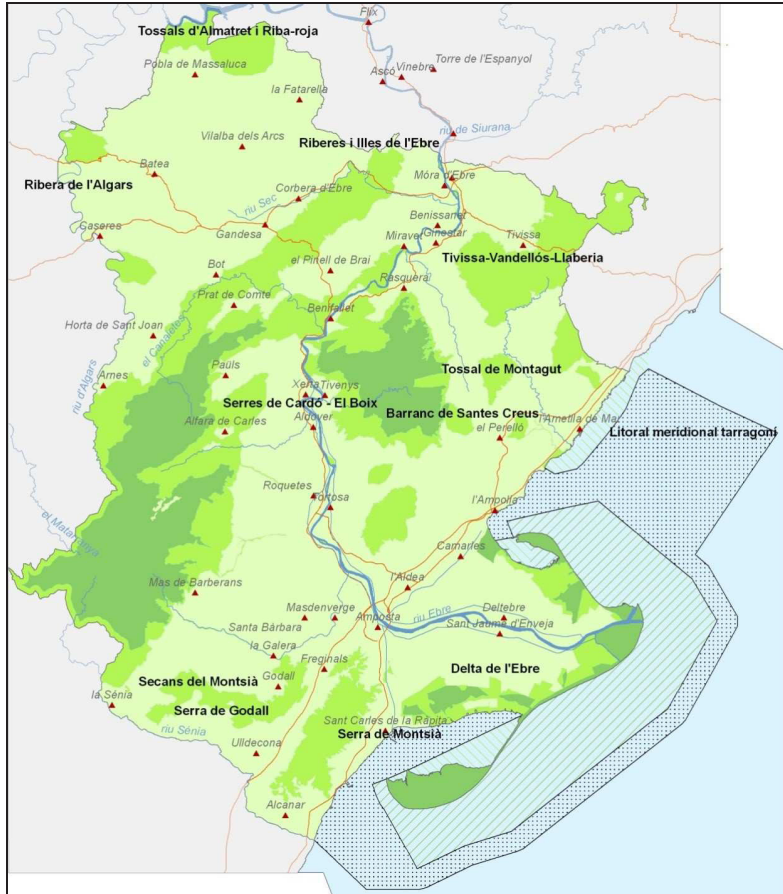 Flix
Tossals d'Almatret i Riba-roja
Pobla de Massaluca
Ascó
Vinebre
Torre de l'Espanyol
la Fatarella
riu de Siurana
Vilalba dels Arcs
Riberes i Illes de l'Ebre
Batea
Ribera de l'Algars
Móra d'Ebre
Corbera d'Ebre
riu Sec
Caseres
Gandesa
Benissanet
Miravet
Ginestar
Tivissa
Tivissa-Vandellós-Llaberia
Bot
el Pinell de Brai
Rasquera
Prat de Comte
Benifallet
Horta de Sant Joan
el Canaletes
riu d'Algars
Arnes
Paüls
Tossal de Montagut
Xerta
Tivenys
Serres de Cardó - El Boix
Barranc de Santes Creus
Aldover
Alfara de Carles
el Perelló
l'Ametlla de Mar
Litoral meridional tarragoní
Roquetes
Tortosa
l'Ampolla
el Matarranya
Camarles
l'Aldea
Mas de Barberans
Masdenverge
Santa Bàrbara
Amposta
riu Ebre
Deltebre
Sant Jaume d'Enveja
la Galera
Freginals
Secans del Montsià
Godall
Delta de l'Ebre
la Sénia
Serra de Godall
riu Sénia
Sant Carles de la Ràpita
Serra de Montsià
Ulldecona
Alcanar